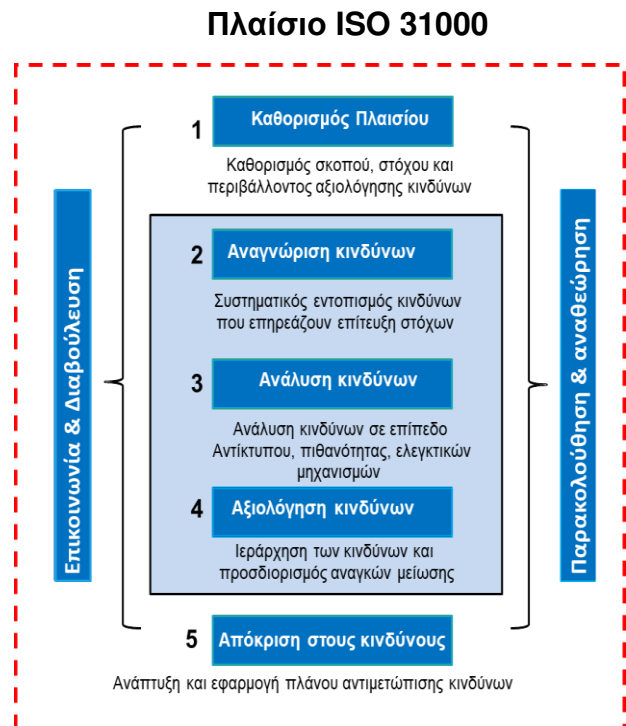 Πλαίσιο ISO 31000
1 Καθορισμός Πλαισίου
Καθορισμός σκοπού, στόχου και
περιβάλλοντος αξιολόγησης κινδύνων
Επικοινωνία & Διαβούλευση
2 Αναγνώριση κινδύνων
Συστηματικός εντοπισμός κινδύνων
που επηρεάζουν επίτευξη στόχων
3 Ανάλυση κινδύνων
Ανάλυση κινδύνων σε επίπεδο
Αντίκτυπου, πιθανότητας, ελεγκτικών
μηχανισμών
4 Αξιολόγηση κινδύνων
Ιεράρχηση των κινδύνων και
προσδιορισμός αναγκών μείωσης
Παρακολούθηση & αναθεώρηση
5 Απόκριση στους κινδύνους
Ανάπτυξη και εφαρμογή πλάνου αντιμετώπισης κινδύνων